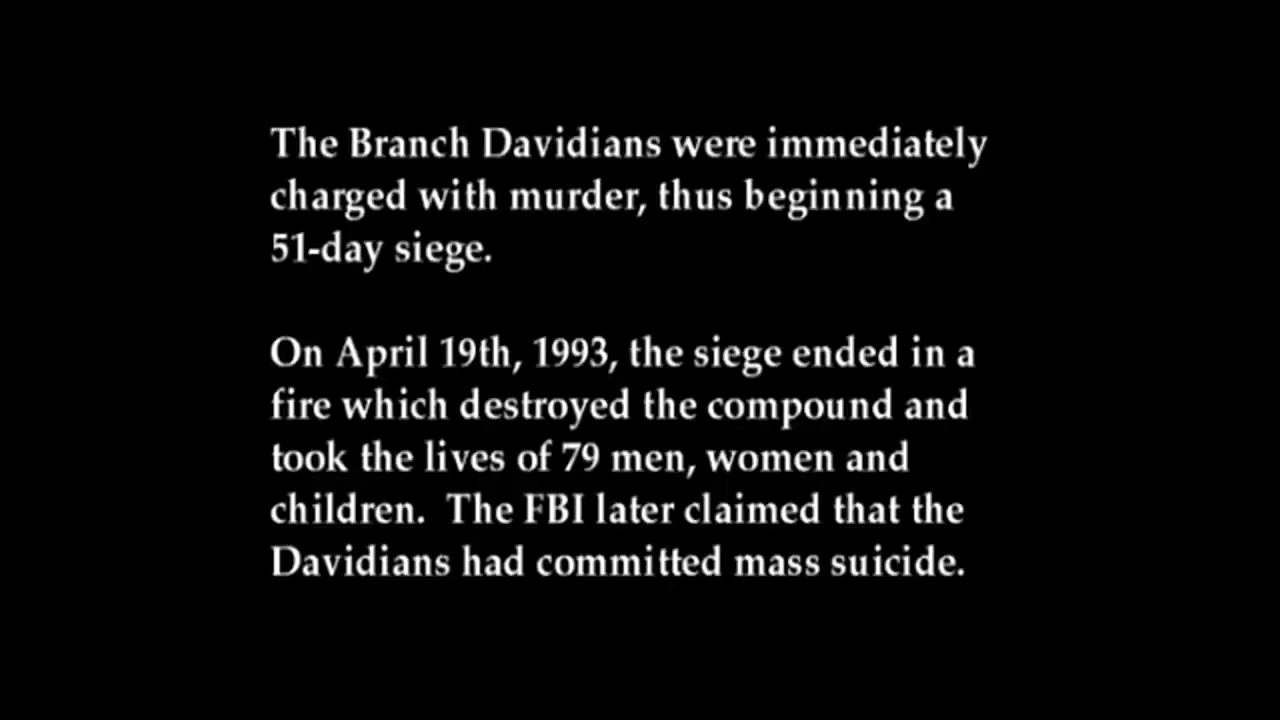 The Branch Davidians were immediately
charged with murder, thus beginning a
51-day siege.
On April 19th, 1993, the siege ended in a
fire which destroyed the compound and
took the lives of 79 men, women and
children.  The FBI later claimed that the
Davidians had committed mass suicide.